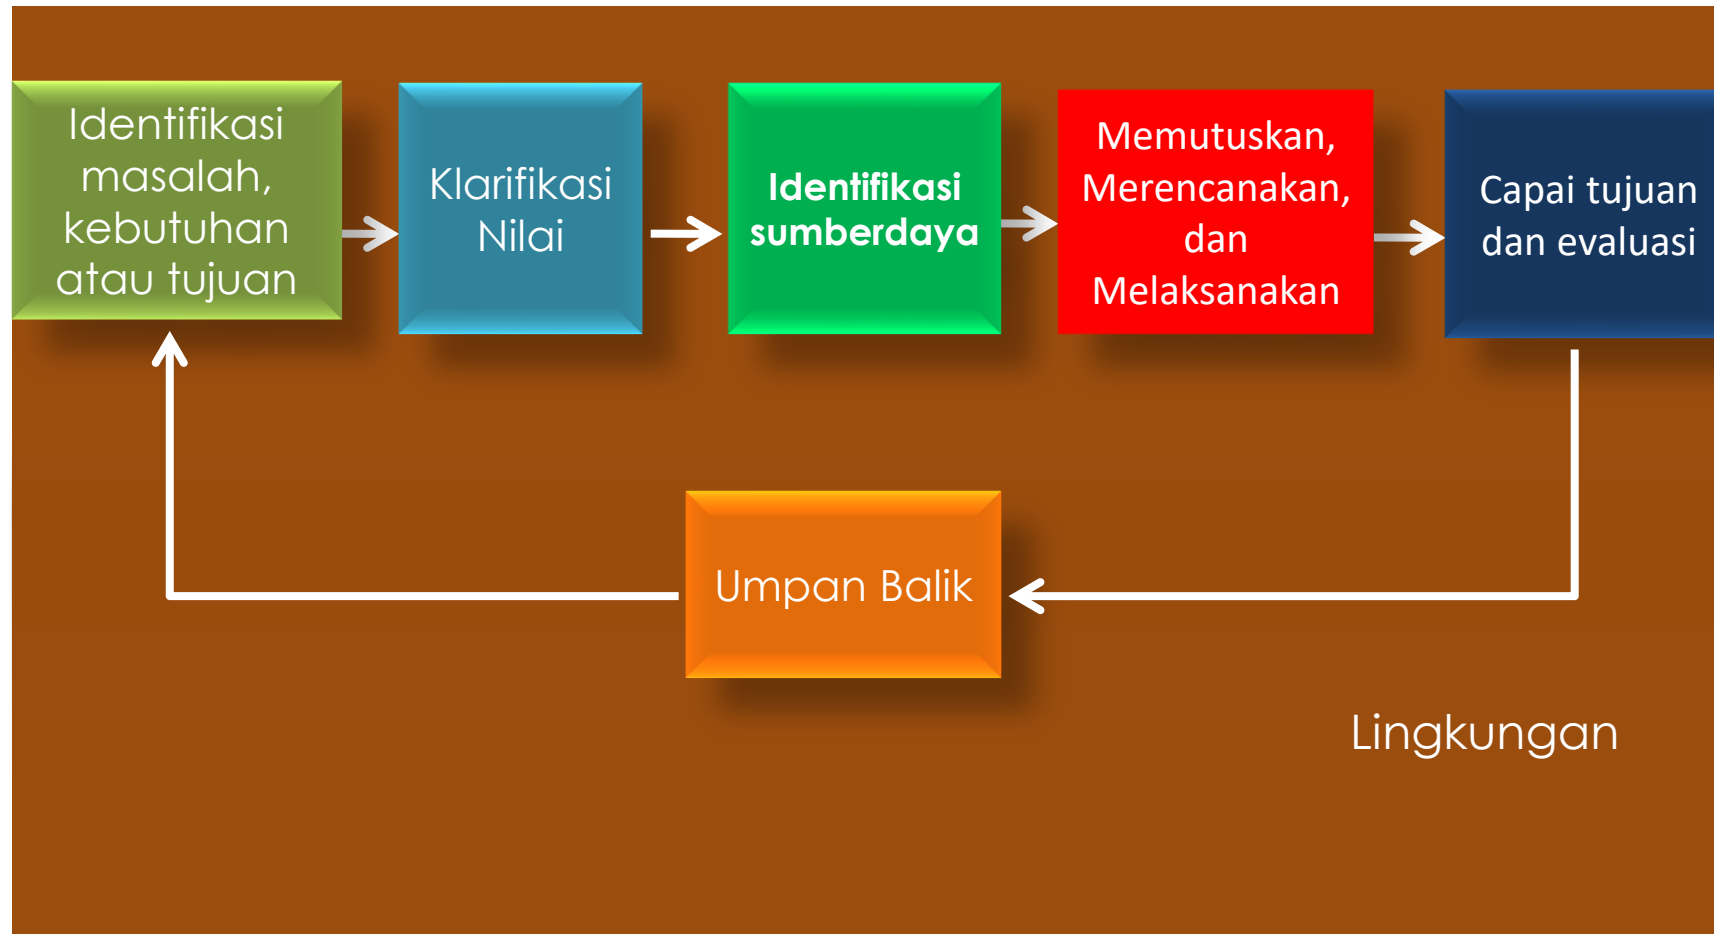 Identifikasi
masalah,
kebutuhan
atau tujuan
Klarifikasi
Nilai
Identifikasi
sumberdaya
Memutuskan,
Merencanakan,
dan
Melaksanakan
Capai tujuan
dan evaluasi
Umpan Balik
Lingkungan